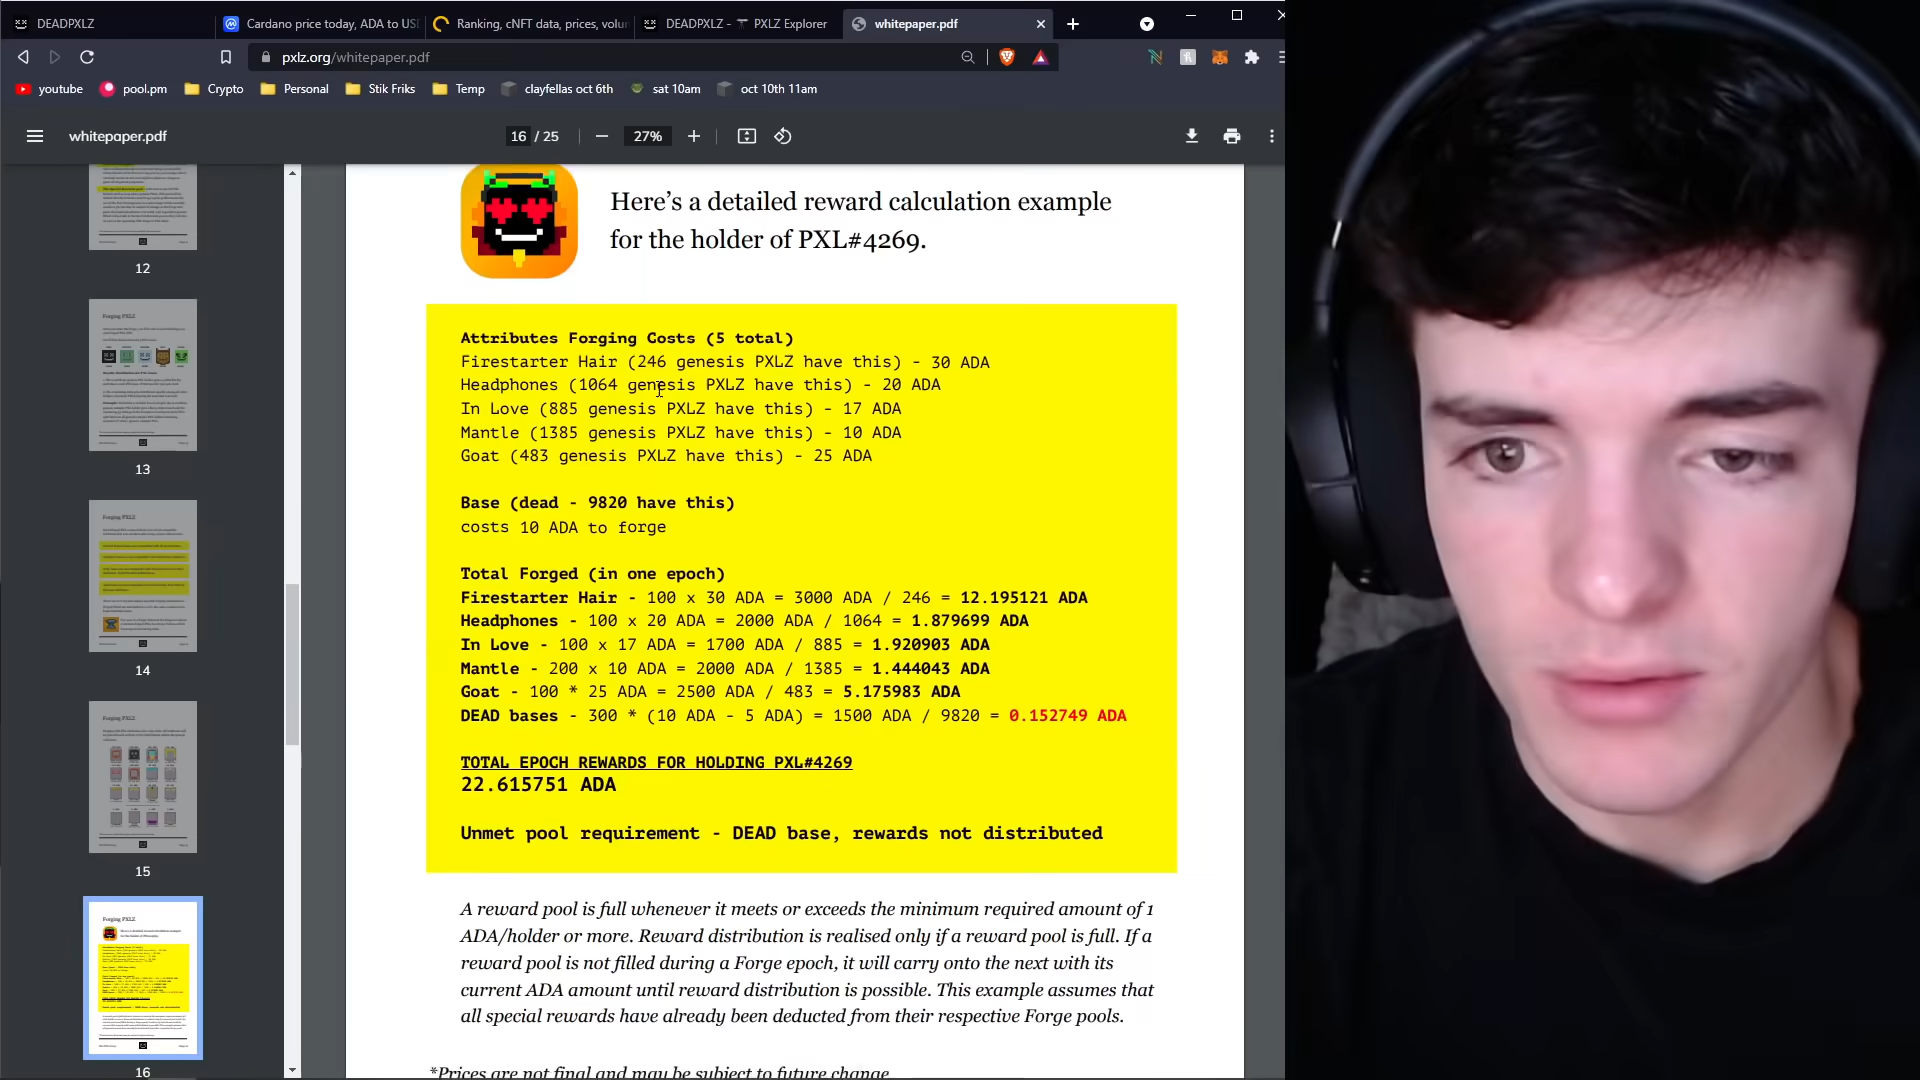 DEADPXLZ
Cardano price today, ADA to US
Ranking, cNFT data, prices, volu
DEADPXLZ - ⚚ PXLZ Explorer
whitepaper.pdf
pxlz.org/whitepaper.pdf
youtube
pool.pm
Crypto
Personal
Stik Friks
Temp
clayfellas oct 6th
sat 10am
oct 10th 11am
whitepaper.pdf
16 / 25
27%
12
13
14
15
16
Here's a detailed reward calculation example
for the holder of PXL#4269.
Attributes Forging Costs (5 total)
Firestarter Hair (246 genesis PXLZ have this) - 30 ADA
Headphones (1064 genesis PXLZ have this) - 20 ADA
In Love (885 genesis PXLZ have this) - 17 ADA
Mantle (1385 genesis PXLZ have this) - 10 ADA
Goat (483 genesis PXLZ have this) - 25 ADA
Base (dead - 9820 have this)
costs 10 ADA to forge
Total Forged (in one epoch)
Firestarter Hair - 100 x 30 ADA = 3000 ADA / 246 = 12.195121 ADA
Headphones - 100 x 20 ADA = 2000 ADA / 1064 = 1.879699 ADA
In Love - 100 x 17 ADA = 1700 ADA / 885 = 1.920903 ADA
Mantle - 200 x 10 ADA = 2000 ADA / 1385 = 1.444043 ADA
Goat - 100 * 25 ADA = 2500 ADA / 483 = 5.175983 ADA
DEAD bases - 300 * (10 ADA - 5 ADA) = 1500 ADA / 9820 = 0.152749 ADA
TOTAL EPOCH REWARDS FOR HOLDING PXL#4269
22.615751 ADA
Unmet pool requirement - DEAD base, rewards not distributed
A reward pool is full whenever it meets or exceeds the minimum required amount of 1
ADA/holder or more. Reward distribution is realised only if a reward pool is full. If a
reward pool is not filled during a Forge epoch, it will carry onto the next with its
current ADA amount until reward distribution is possible. This example assumes that
all special rewards have already been deducted from their respective Forge pools.
*Prices are not final and may be subject to future change